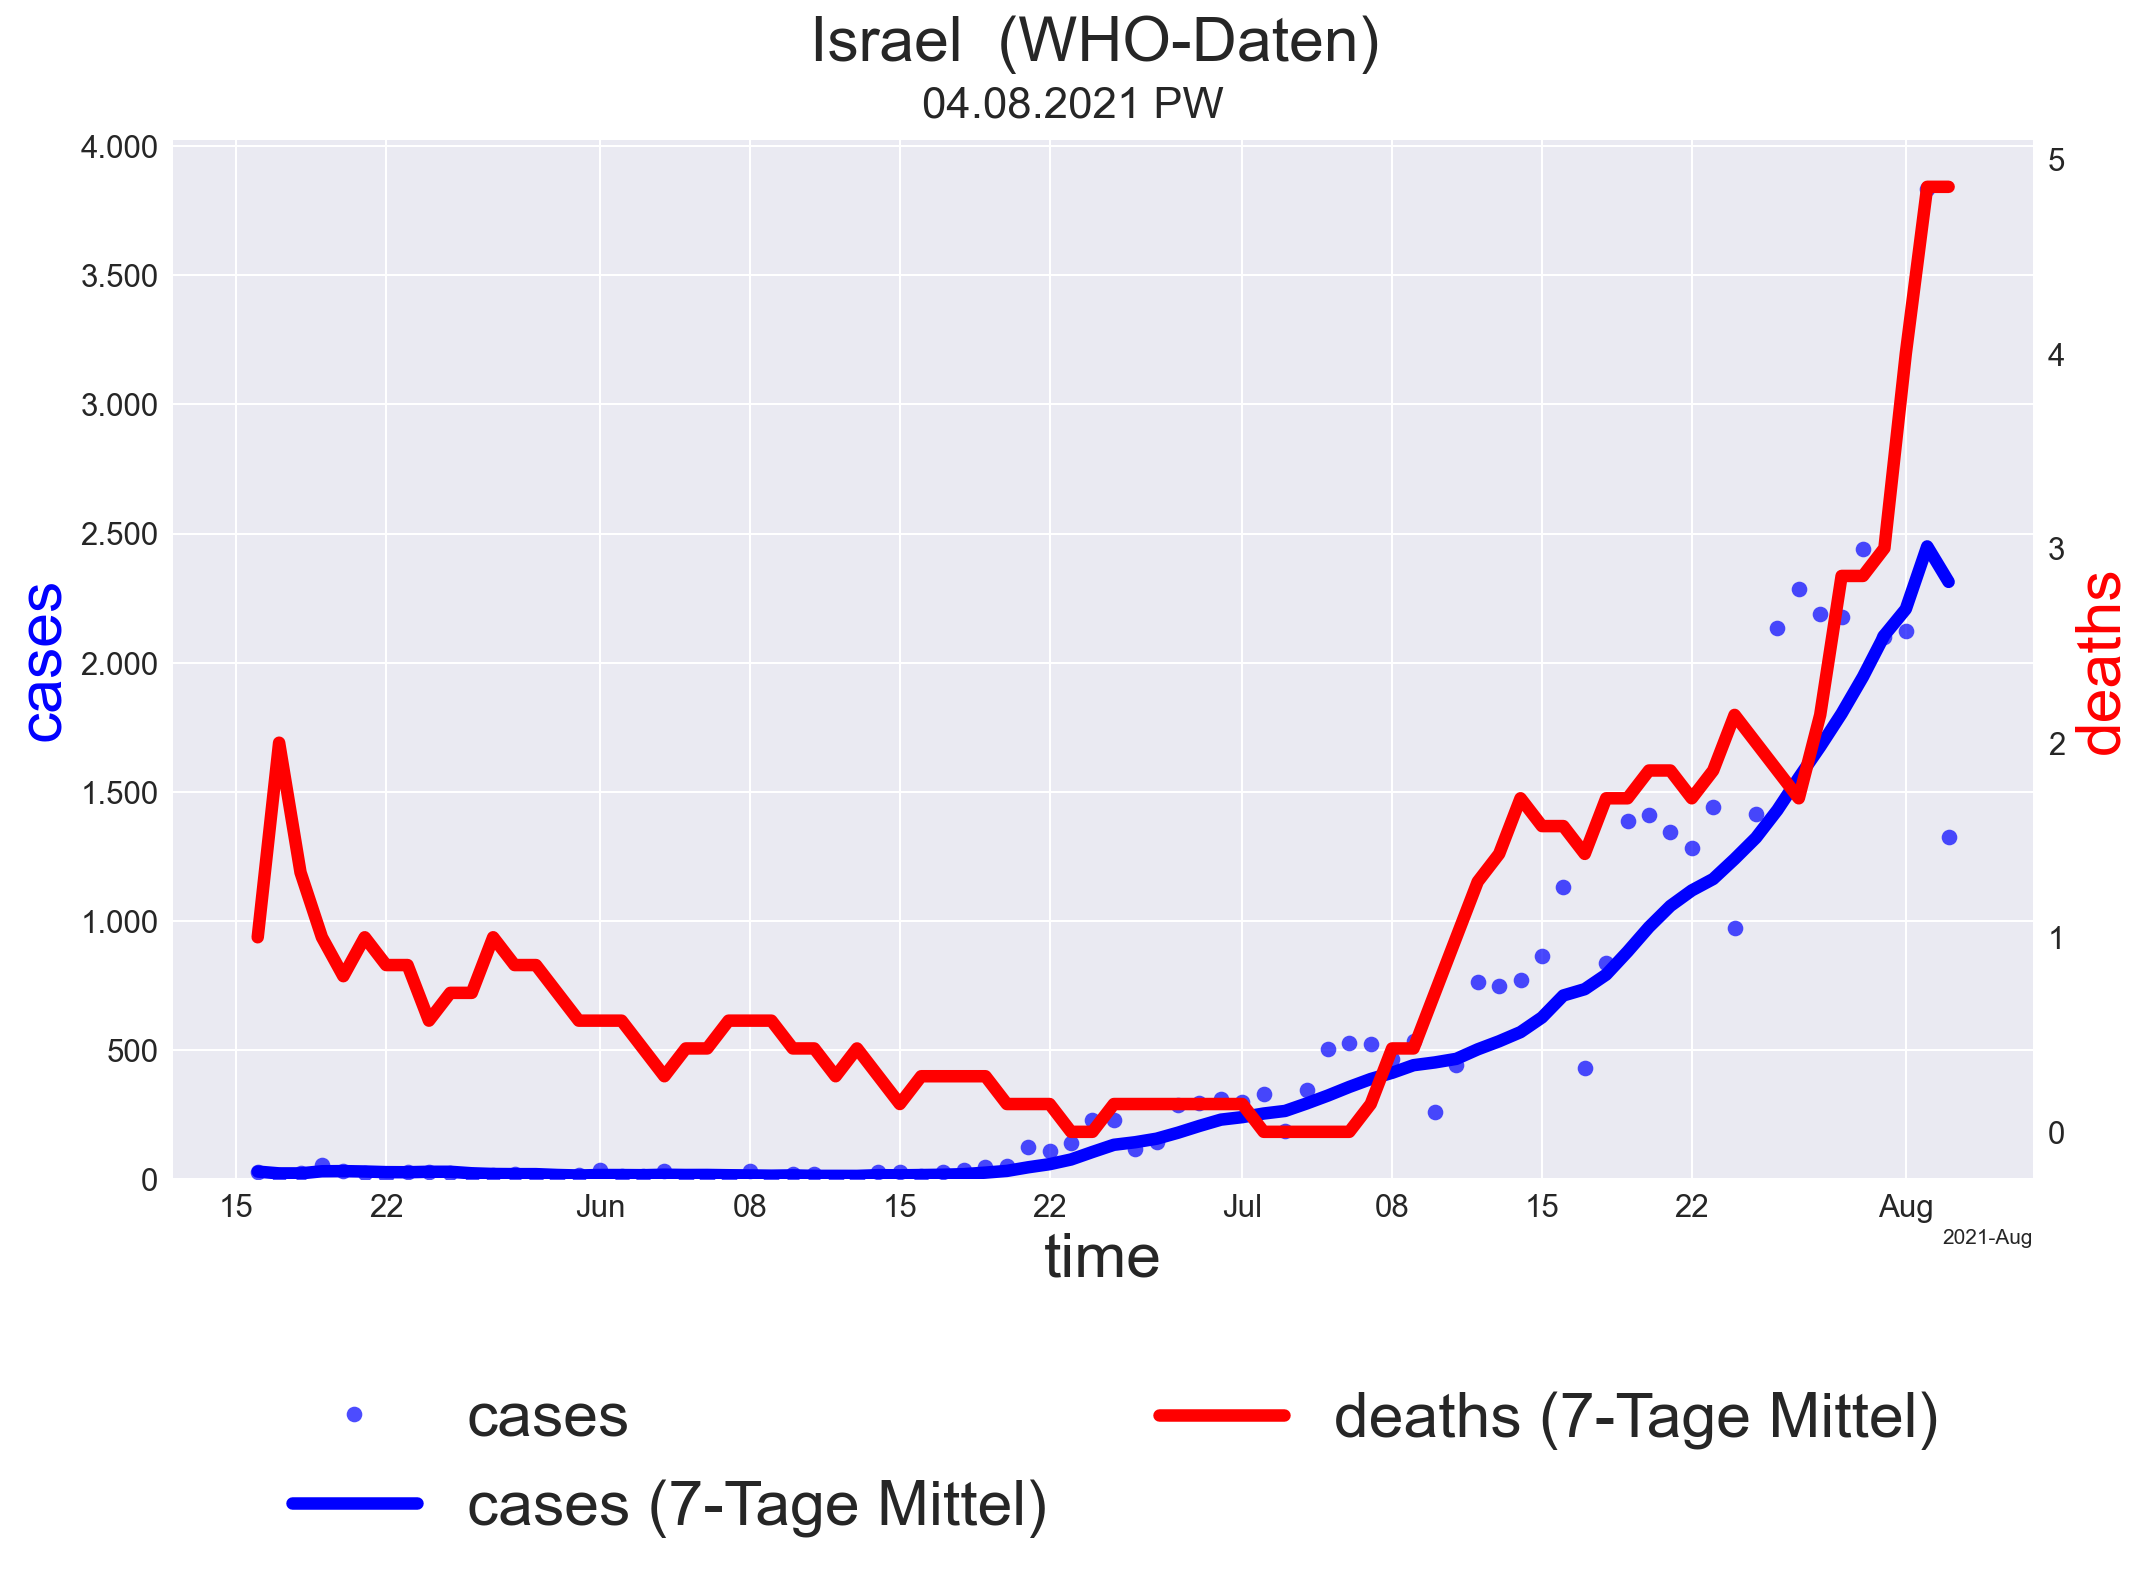 Israel  (WHO-Daten)
04.08.2021 PW
4.000
3.500
3.000
2.500
2.000
1.500
1.000
500
0
cases
5
4
3
2
1
0
deaths
15 22 Jun 08 15 22 Jul 08 15 22 Aug
2021-Aug
time
cases
cases (7-Tage Mittel)
deaths (7-Tage Mittel)